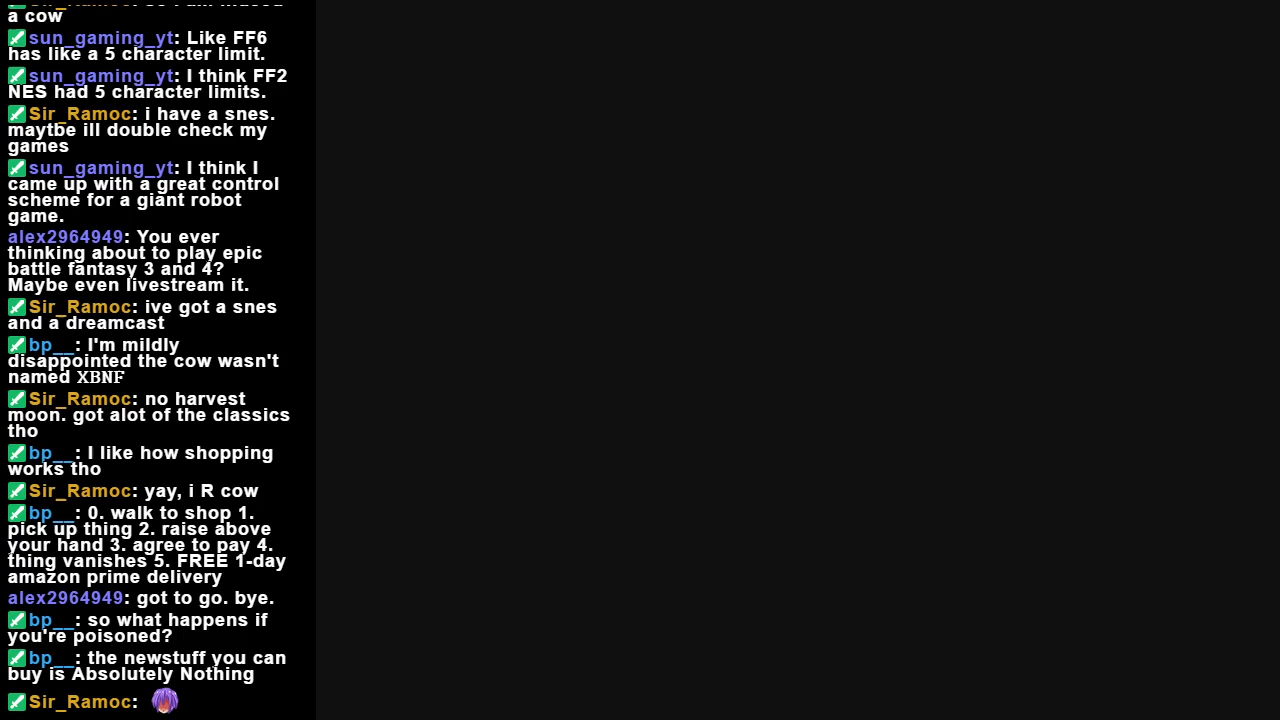 a cow
sun_gaming_yt: Like FF6
has like a 5 character limit.
sun_gaming_yt: I think FF2
NES had 5 character limits.
Sir_Ramoc: i have a snes.
maytbe ill double check my
games
sun_gaming_yt: I think I
came up with a great control
scheme for a giant robot
game.
alex2964949: You ever
thinking about to play epic
battle fantasy 3 and 4?
Maybe even livestream it.
Sir_Ramoc: ive got a snes
and a dreamcast
bp__: I'm mildly
disappointed the cow wasn't
named XBNF
Sir_Ramoc: no harvest
moon. got alot of the classics
tho
bp__: I like how shopping
works tho
Sir_Ramoc: yay, i R cow
bp__: 0. walk to shop 1.
pick up thing 2. raise above
your hand 3. agree to pay 4.
thing vanishes 5. FREE 1-day
amazon prime delivery
alex2964949: got to go. bye.
bp__: so what happens if
you're poisoned?
bp__: the newstuff you can
buy is Absolutely Nothing
Sir_Ramoc: